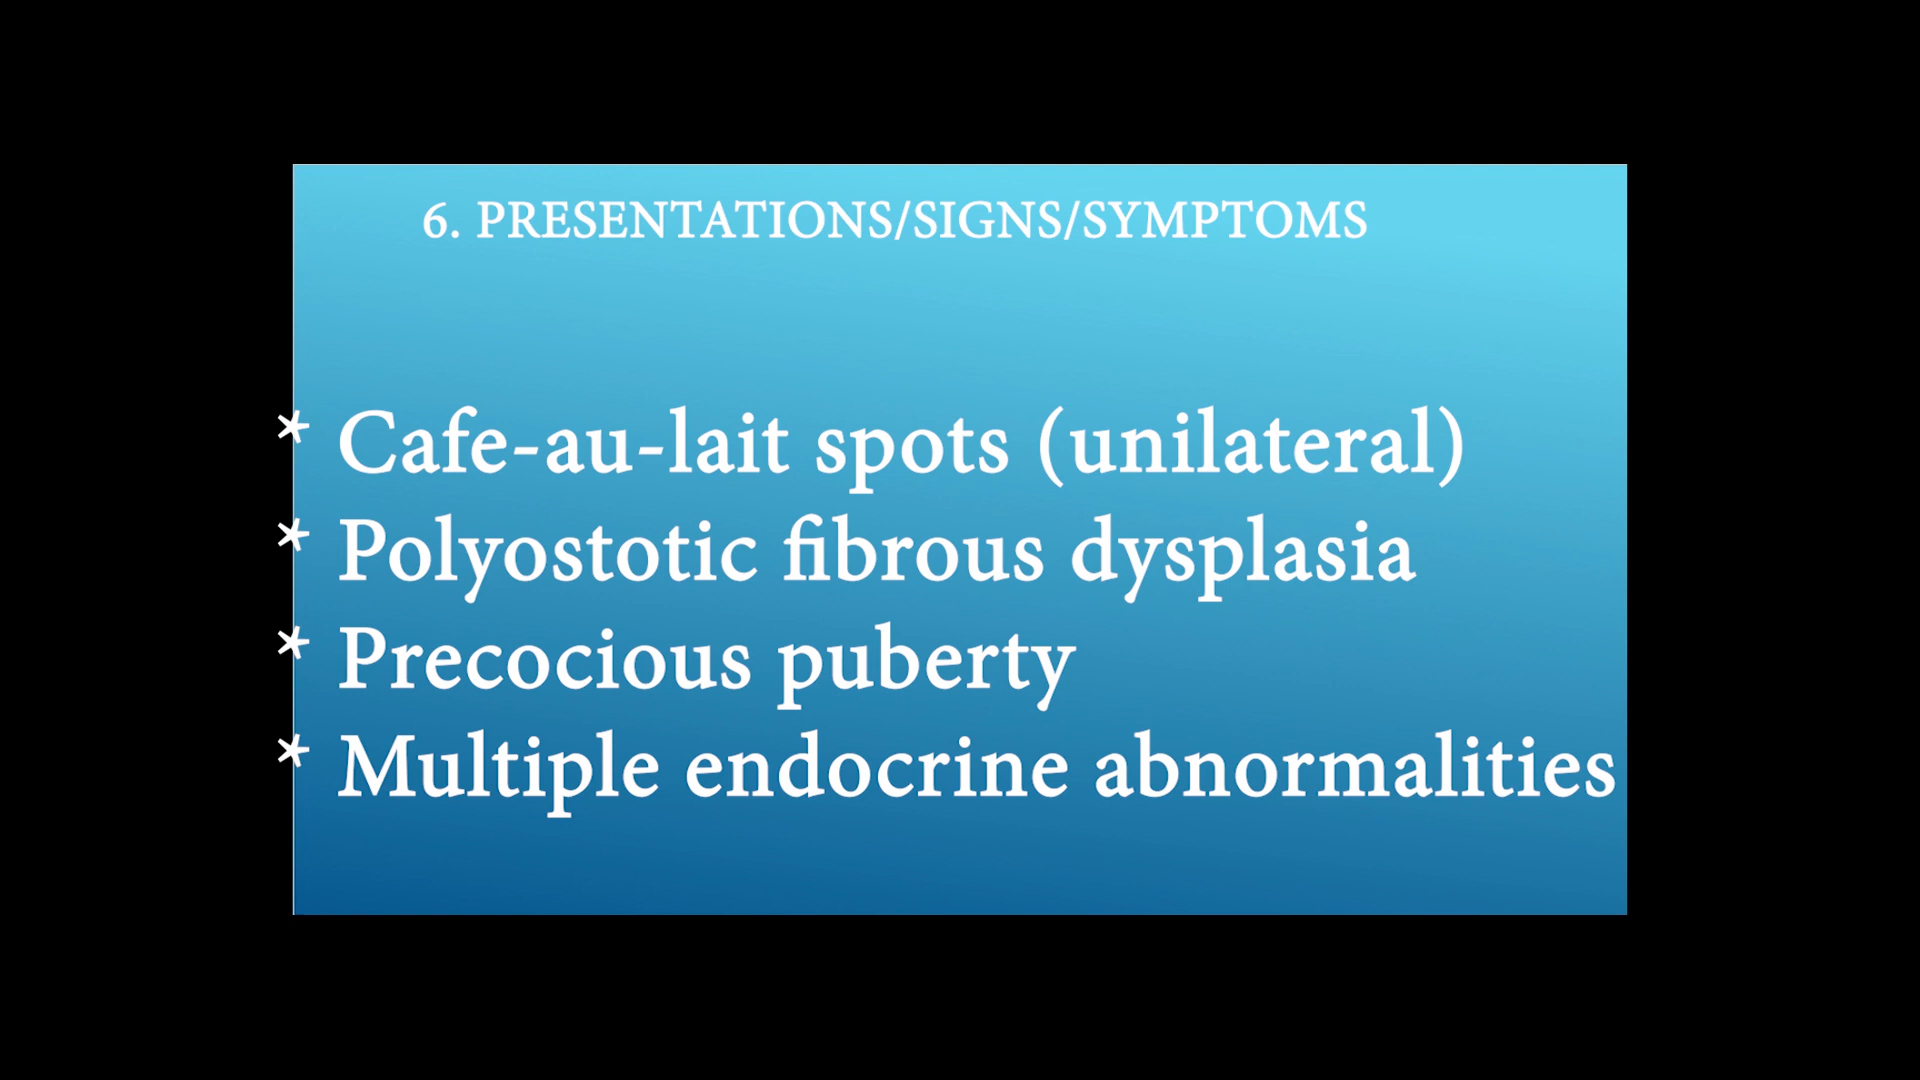 6. PRESENTATIONS/SIGNS/SYMPTOMS
* Cafe-au-lait spots (unilateral)
* Polyostotic fibrous dysplasia
* Precocious puberty
* Multiple endocrine abnormalities